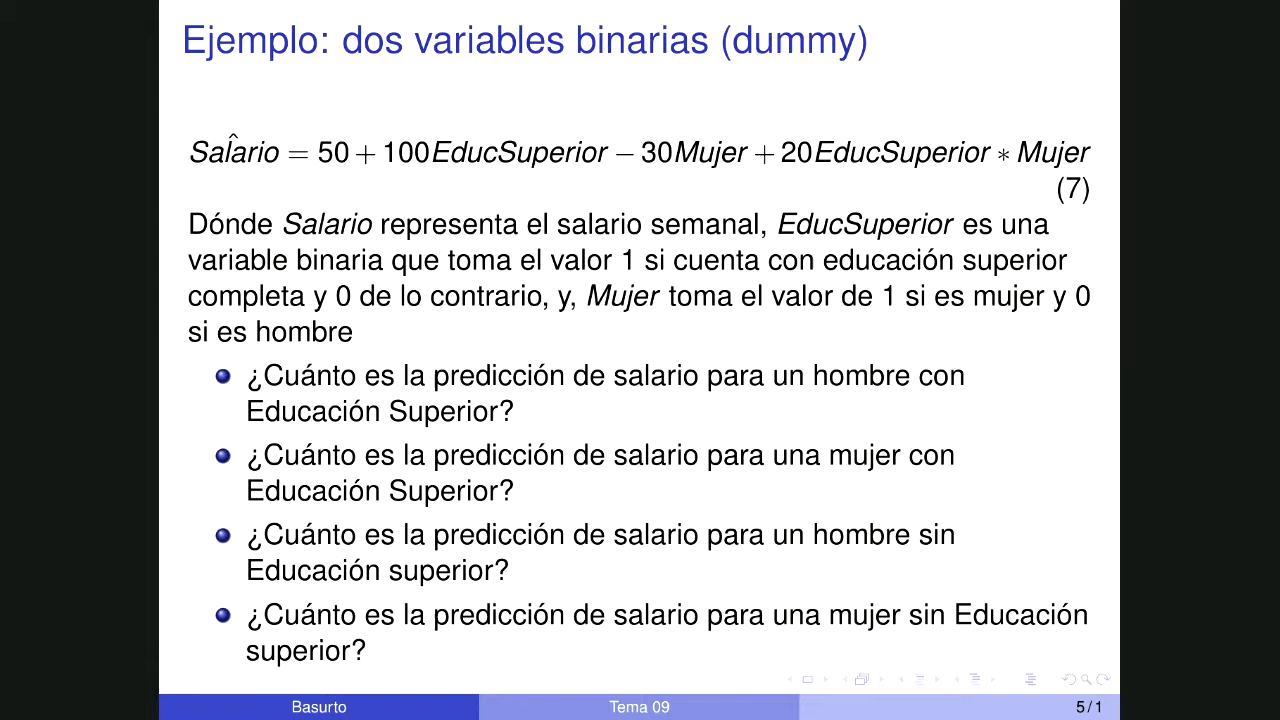 Ejemplo: dos variables binarias (dummy)
Salârio = 50 + 100EducSuperior − 30Mujer + 20EducSuperior ∗ Mujer
(7)
Dónde Salario representa el salario semanal, EducSuperior es una
variable binaria que toma el valor 1 si cuenta con educación superior
completa y 0 de lo contrario, y, Mujer toma el valor de 1 si es mujer y 0
si es hombre
¿Cuánto es la predicción de salario para un hombre con
Educación Superior?
¿Cuánto es la predicción de salario para una mujer con
Educación Superior?
¿Cuánto es la predicción de salario para un hombre sin
Educación superior?
¿Cuánto es la predicción de salario para una mujer sin Educación
superior?
Basurto
Tema 09
5 / 1